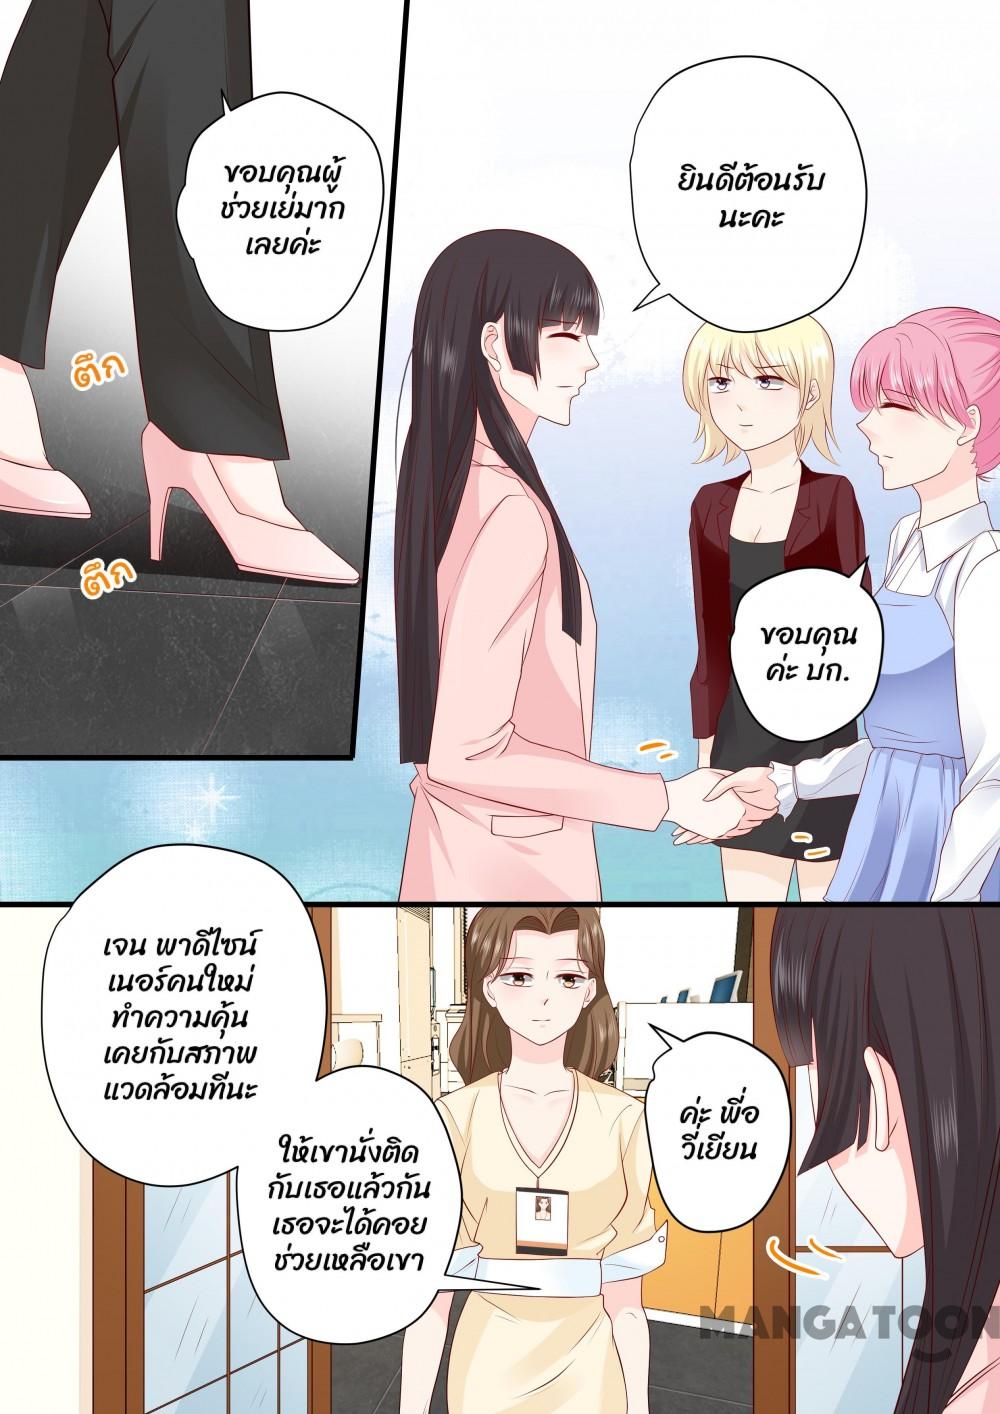 ขอบคุณผู้
ช่วยเย่มาก
เลยค่ะ
ตึก
ตึก
ยินดีต้อนรับ
นะคะ
ขอบคุณ
ค่ะ บก.
เจน พาดีไซน์
เนอร์คนใหม่
ทำความคุ้น
เคยกับสภาพ
แวดล้อมทีนะ
ให้เขานั่งติด
กับเธอแล้วกัน
เธอจะได้คอย
ช่วยเหลือเขา
ค่ะ พี่อ
วี่เยียน
MANGATOON